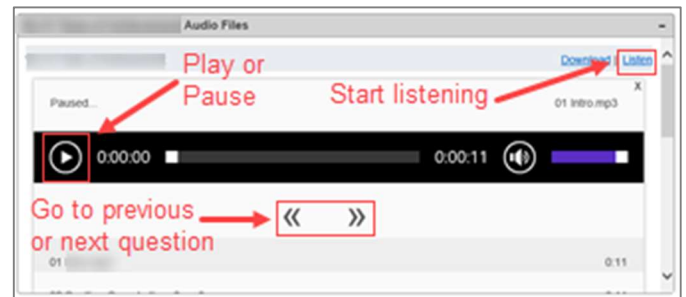 Audio Files
-
Download | Listen
Play or
Pause
Start listening
X
Paused...
01 Intro.mp3
0:00:00
0:00:11
Go to previous
or next question
«
»
01
0:11